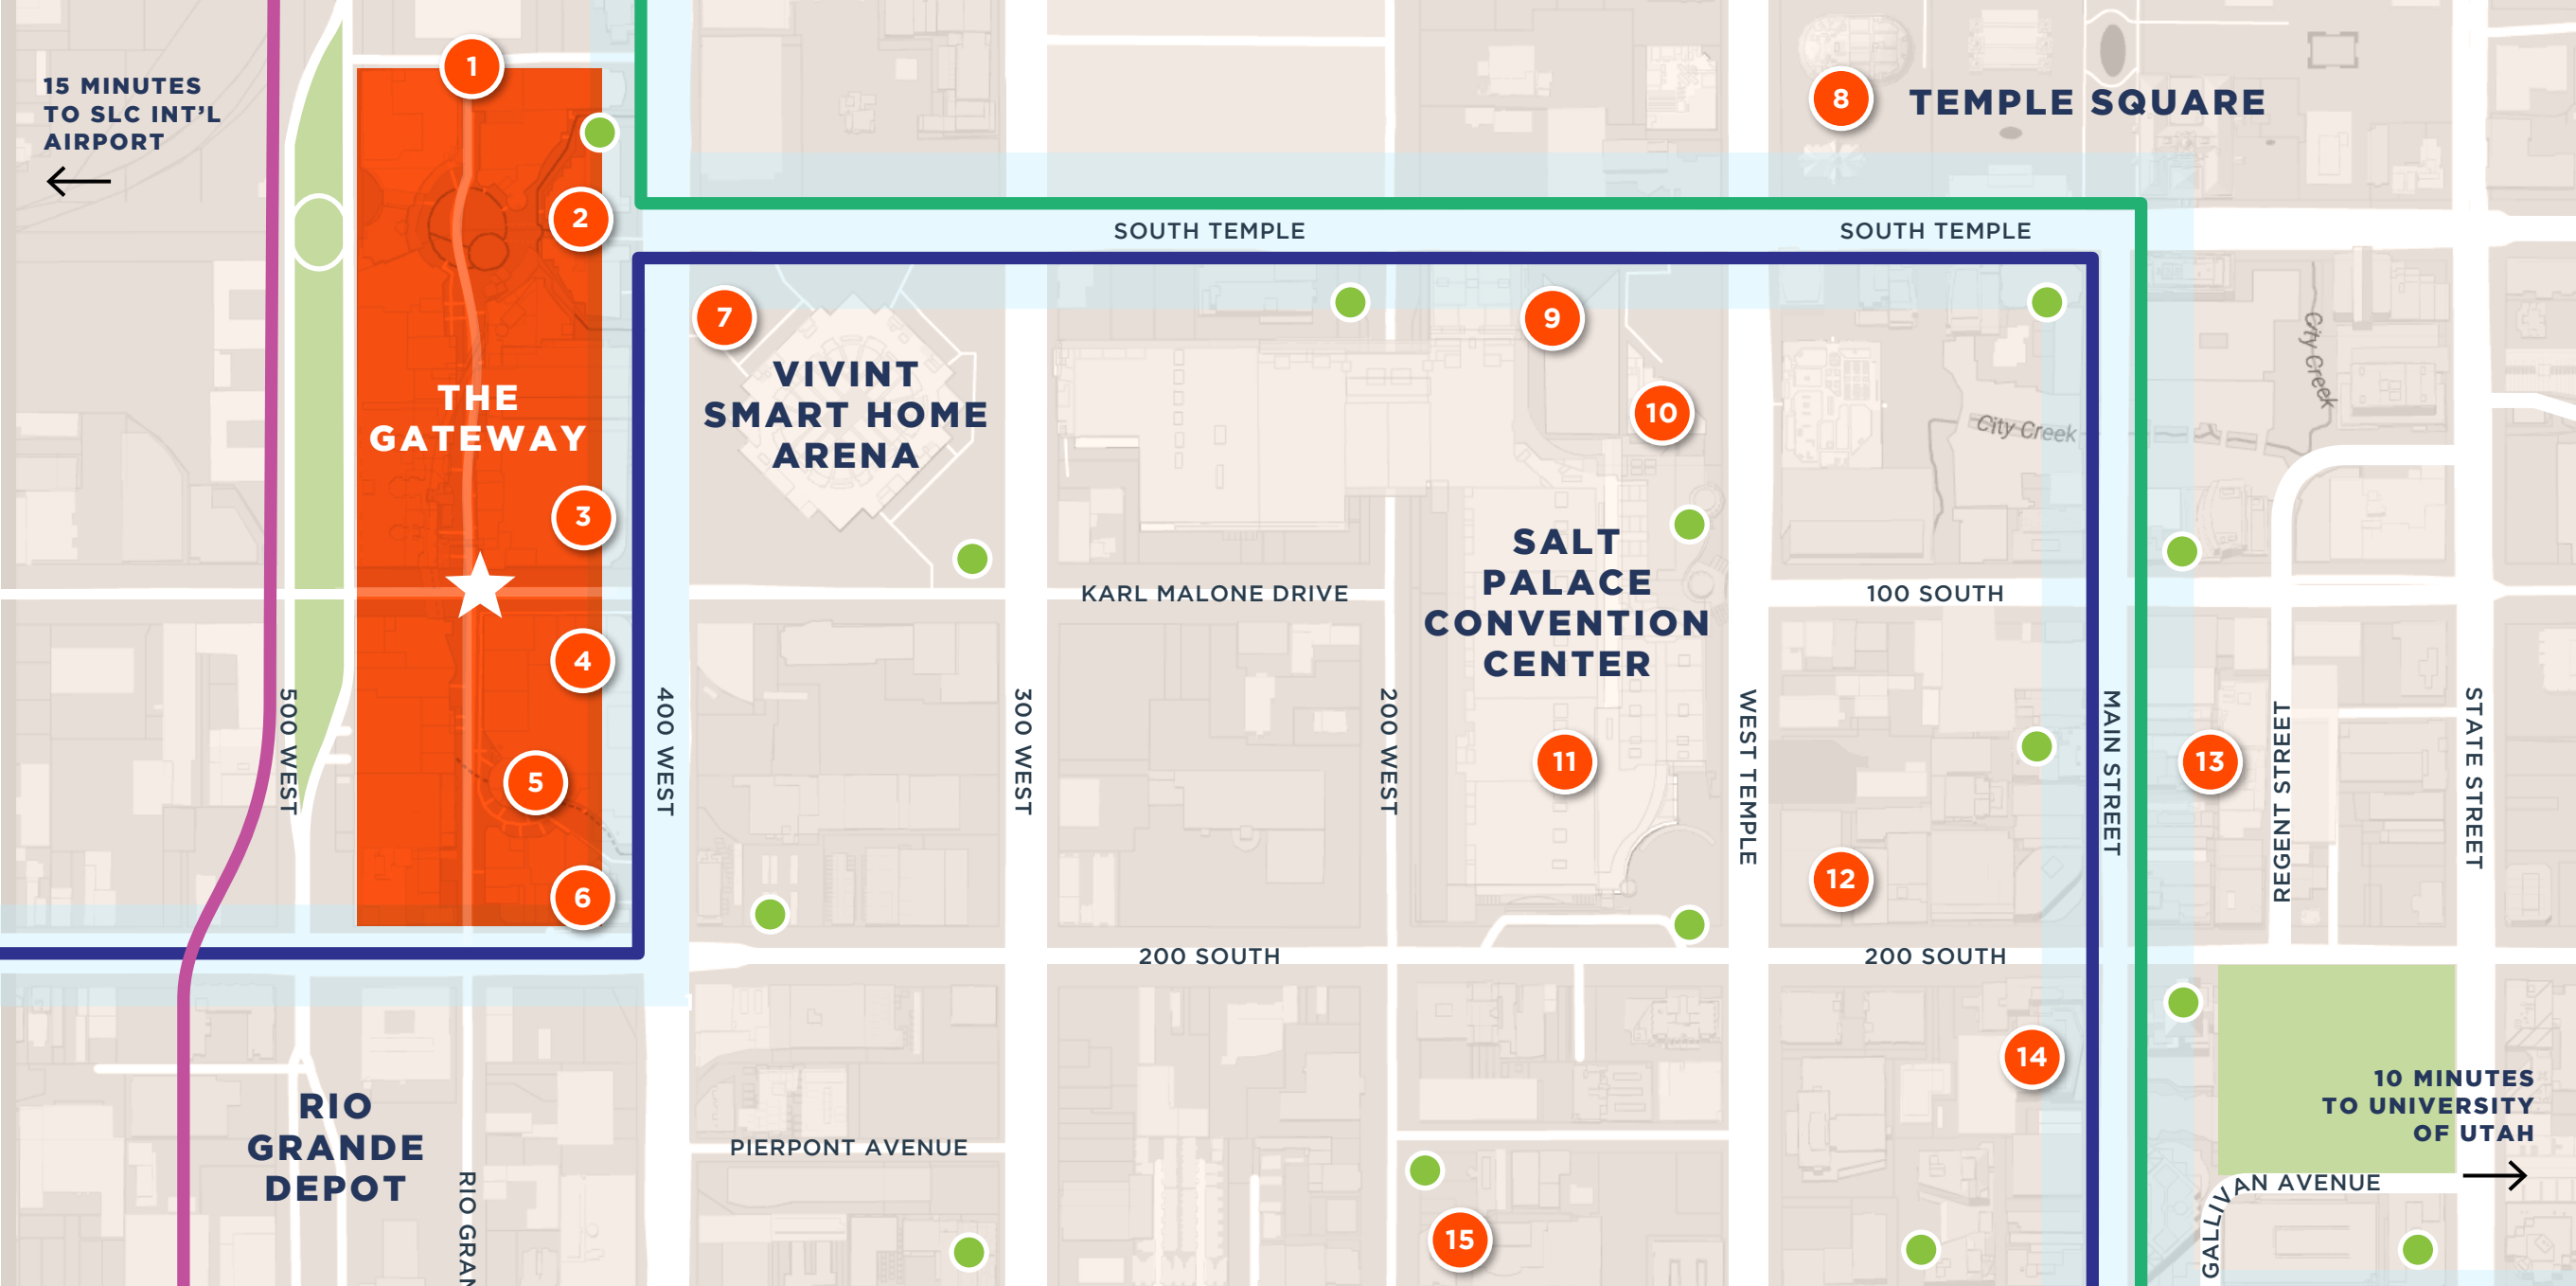 15 MINUTES
TO SLC INT'L
AIRPORT
1
2
THE
GATEWAY
3
4
5
6
7
VIVINT
SMART HOME
ARENA
8
TEMPLE SQUARE
SOUTH TEMPLE
SOUTH TEMPLE
9
10
City Creek
City Creek
SALT
PALACE
CONVENTION
CENTER
KARL MALONE DRIVE
100 SOUTH
500 WEST
400 WEST
300 WEST
200 WEST
WEST TEMPLE
MAIN STREET
REGENT STREET
STATE STREET
11
12
13
200 SOUTH
200 SOUTH
14
10 MINUTES
TO UNIVERSITY
OF UTAH
RIO
GRANDE
DEPOT
RIO GRAN
PIERPONT AVENUE
15
GALLIVAN AVENUE